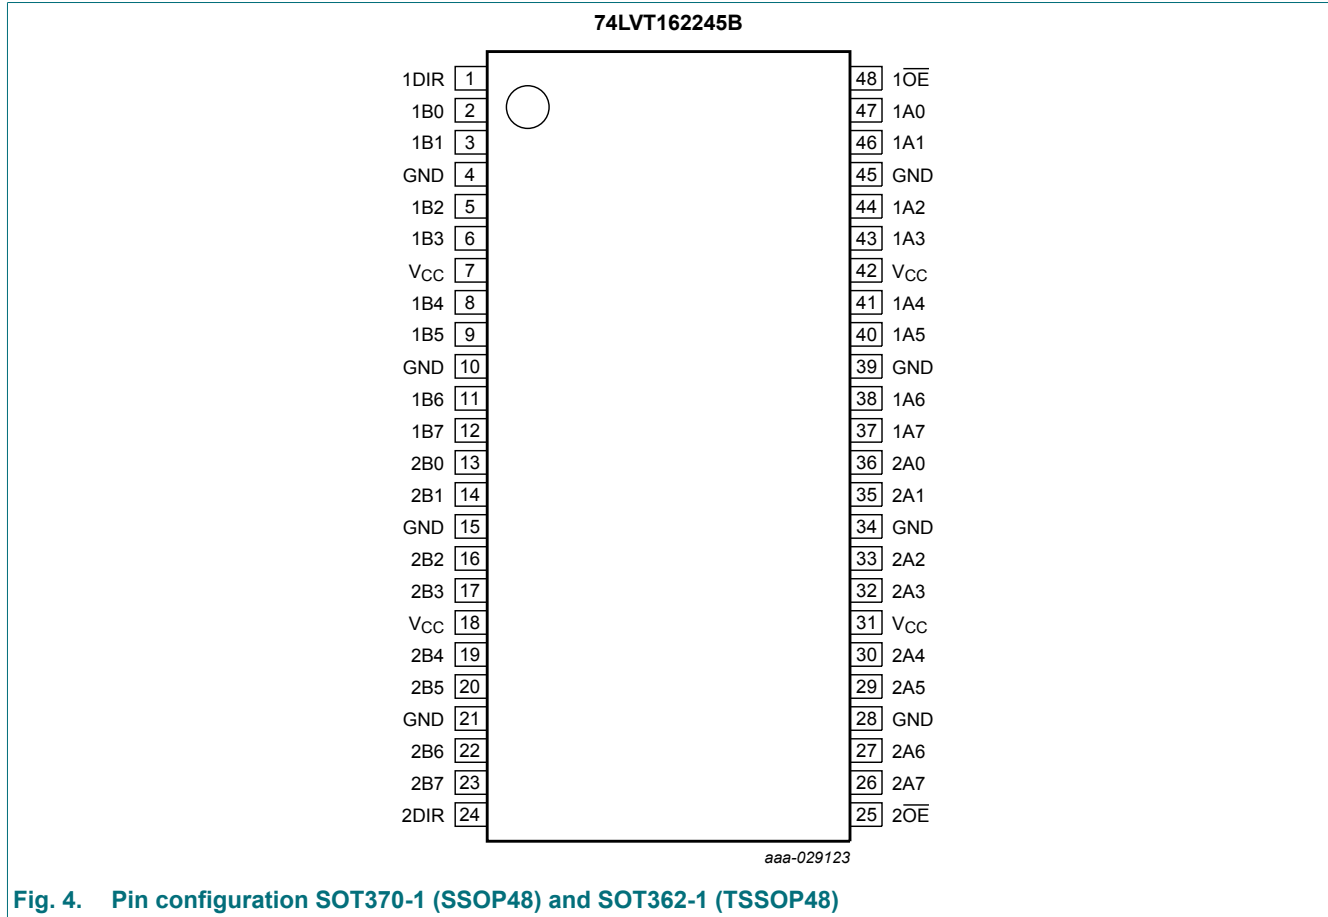 74LVT162245B
1DIR 1 48 1O̅E̅
1B0 2 47 1A0
1B1 3 46 1A1
GND 4 45 GND
1B2 5 44 1A2
1B3 6 43 1A3
VCC 7 42 VCC
1B4 8 41 1A4
1B5 9 40 1A5
GND 10 39 GND
1B6 11 38 1A6
1B7 12 37 1A7
2B0 13 36 2A0
2B1 14 35 2A1
GND 15 34 GND
2B2 16 33 2A2
2B3 17 32 2A3
VCC 18 31 VCC
2B4 19 30 2A4
2B5 20 29 2A5
GND 21 28 GND
2B6 22 27 2A6
2B7 23 26 2A7
2DIR 24 25 2O̅E̅
aaa-029123
Fig. 4. Pin configuration SOT370-1 (SSOP48) and SOT362-1 (TSSOP48)